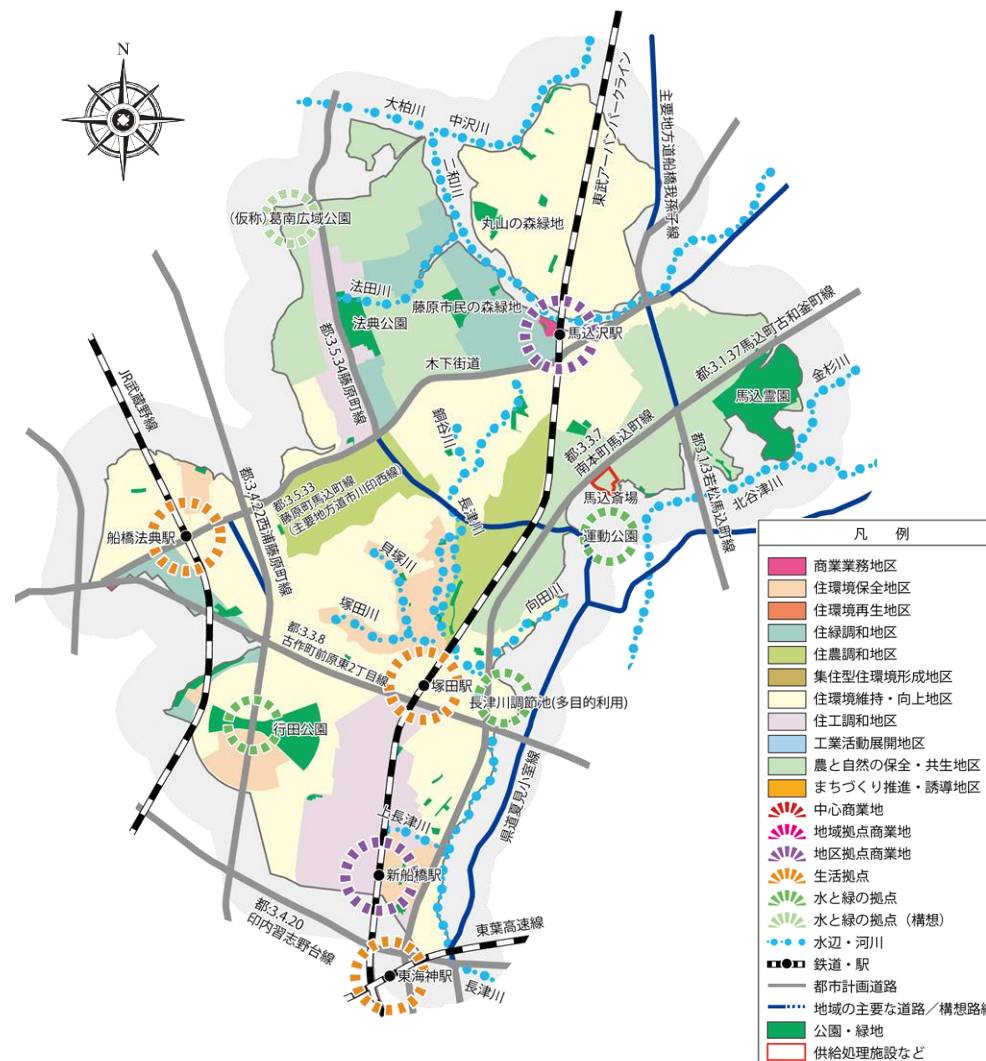 N
大柏川
中沢川
二和川
東武アーバンパークライン
主要地方道船橋我孫子線
(仮称)葛南広域公園
丸山の森緑地
法田川
法典公園
藤原市民の森緑地
馬込沢駅
木下街道
都:3.5.34藤原町線
都:3.1.37馬込町古和釜町線
金杉川
馬込霊園
JR武蔵野線
都:3.3.7
南本町馬込町線
都:3.1.3若松馬込町線
馬込斎場
北谷津川
運動公園
都:3.5.33
藤原町馬込町線
(主要地方道市川印西線)
長津川
船橋法典駅
都:3.4.22西浦藤原町線
貝塚川
塚田川
向田川
都:3.3.8
古作町前原東2丁目線
塚田駅
長津川調節池(多目的利用)
行田公園
県道夏見小室線
上長津川
新船橋駅
都:3.4.20
印内習志野台線
東葉高速線
東海神駅
長津川
凡 例
商業業務地区
住環境保全地区
住環境再生地区
住緑調和地区
住農調和地区
集住型住環境形成地区
住環境維持・向上地区
住工調和地区
工業活動展開地区
農と自然の保全・共生地区
まちづくり推進・誘導地区
中心商業地
地域拠点商業地
地区拠点商業地
生活拠点
水と緑の拠点
水と緑の拠点(構想)
水辺・河川
鉄道・駅
都市計画道路
地域の主要な道路/構想路線
公園・緑地
供給処理施設など